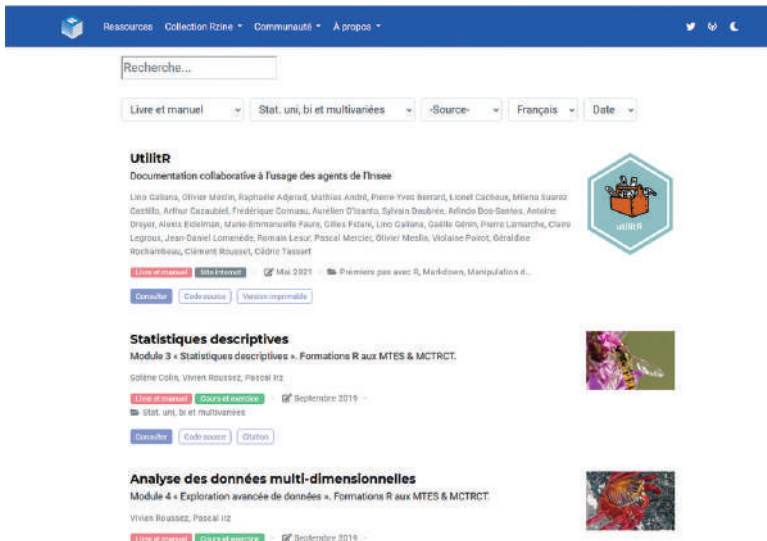 Ressources Collection Rzine Communauté À propos
Recherche...
Livre et manuel Stat. uni, bi et multivariées -Source- Français Date
UtilitR
Documentation collaborative à l'usage des agents de l'Insee
Lino Galiana, Olivier Meslin, Raphaële Adjerad, Mathias André, Pierre-Yves Berrard, Lionel Cacheux, Milena Suarez
Castillo, Arthur Cazaubiel, Frédérique Cornuau, Aurélien D'Isanto, Sylvain Daubrée, Arlindo Dos-Santos, Antoine
Dreyer, Alexis Eidelman, Marie-Emmanuelle Faure, Gilles Fidani, Lino Galiana, Gaëlle Génin, Pierre Lamarche, Claire
Legroux, Jean-Daniel Lomenède, Romain Lesur, Pascal Mercier, Olivier Meslin, Violaine Poirot, Géraldine
Rochambeau, Clément Rousset, Cédric Tassart
utilitR
Livre et manuel Site Internet Mai 2021 Premiers pas avec R, Markdown, Manipulation d...
Consulter Code source Version imprimable
Statistiques descriptives
Module 3 « Statistiques descriptives ». Formations R aux MTES & MCTRCT.
Solène Colin, Vivien Roussez, Pascal Irz
Livre et manuel Cours et exercice - Septembre 2019 -
Stat. uni, bi et multivariées
Consulter Code source Citation
Analyse des données multi-dimensionnelles
Module 4 « Exploration avancée de données ». Formations R aux MTES & MCTRCT.
Vivien Roussez, Pascal Irz
Livre et manuel Cours et exercice - Septembre 2019 -